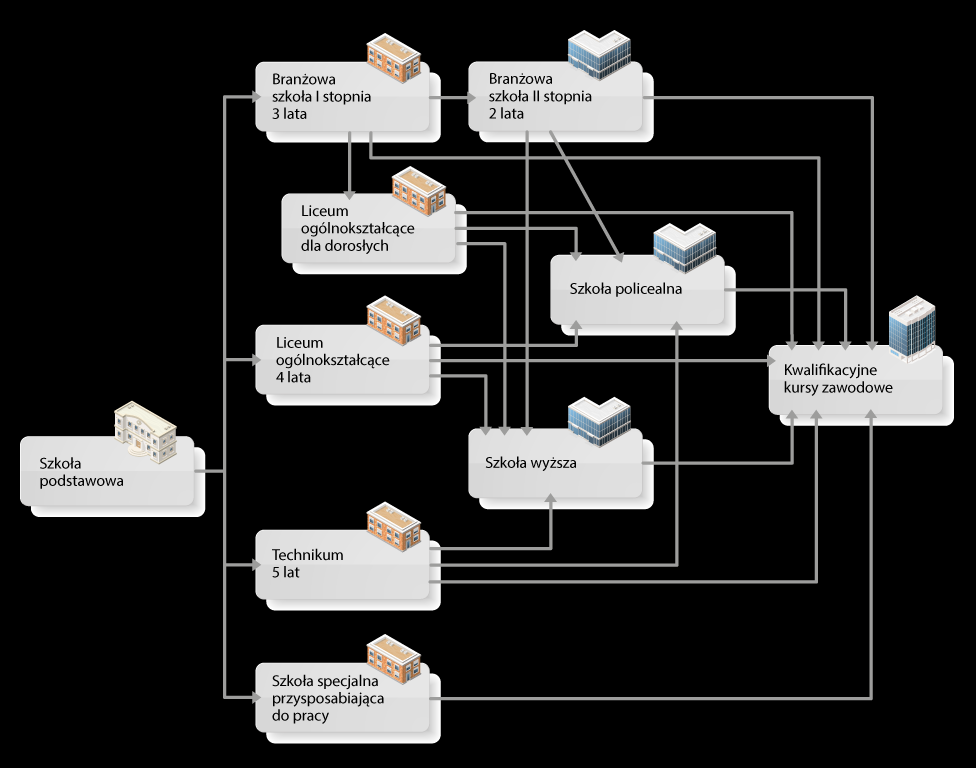 Branżowa
szkoła I stopnia
3 lata
Branżowa
szkoła II stopnia
2 lata
Liceum
ogólnokształcące
dla dorosłych
Szkoła policealna
Liceum
ogólnokształcące
4 lata
Kwalifikacyjne
kursy zawodowe
Szkoła
podstawowa
Szkoła wyższa
Technikum
5 lat
Szkoła specjalna
przysposabiająca
do pracy